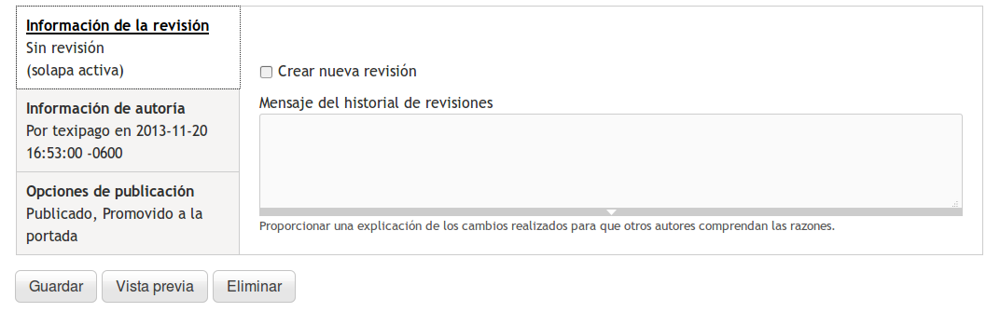 Información de la revisión
Sin revisión
(solapa activa)
Información de autoría
Por texipago en 2013-11-20
16:53:00 -0600
Opciones de publicación
Publicado, Promovido a la
portada
Crear nueva revisión
Mensaje del historial de revisiones
Proporcionar una explicación de los cambios realizados para que otros autores comprendan las razones.
Guardar
Vista previa
Eliminar